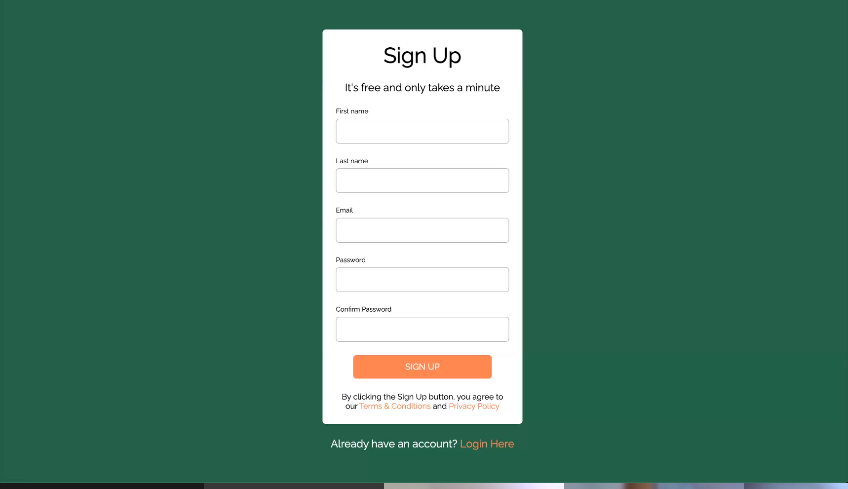 Sign Up
It's free and only takes a minute
First name
Last name
Email
Password
Confirm Password
SIGN UP
By clicking the Sign Up button, you agree to
our Terms & Conditions and Privacy Policy
Already have an account? Login Here